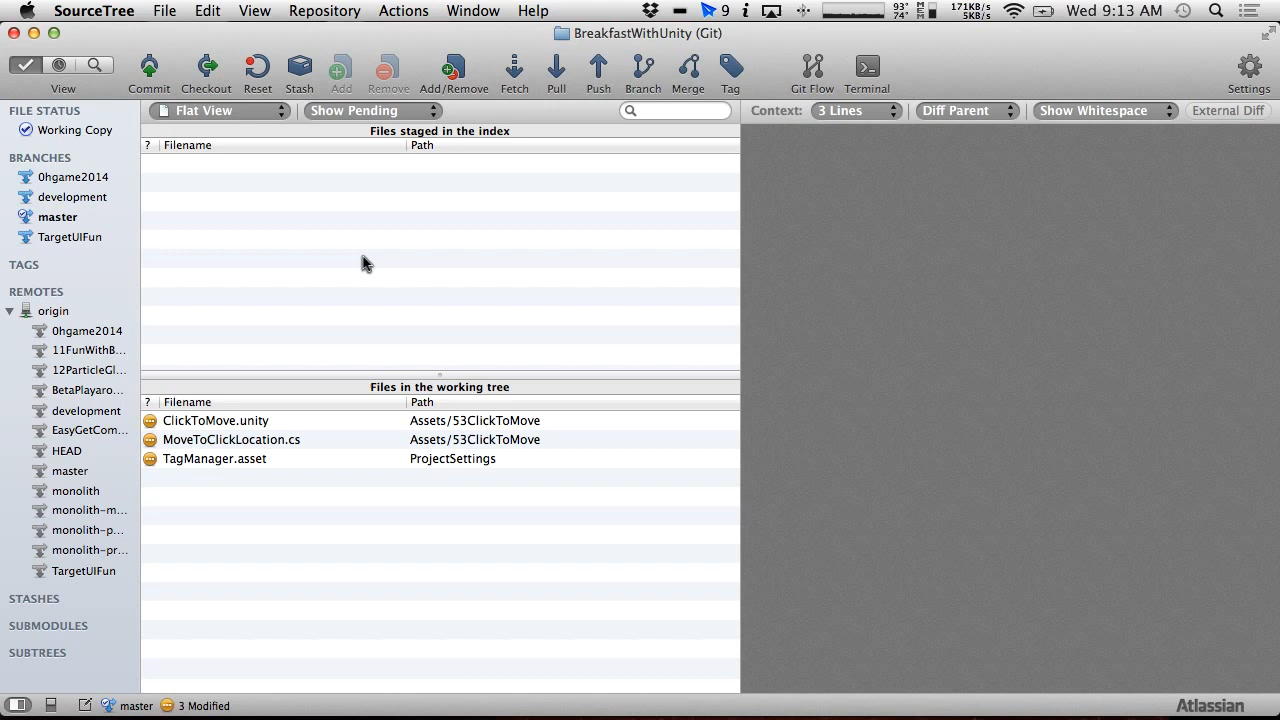 SourceTree File Edit View Repository Actions Window Help 9 93° 74° MEM 171KB/s 5KB/s Wed 9:13 AM
BreakfastWithUnity (Git)
View Commit Checkout Reset Stash Add Remove Add/Remove Fetch Pull Push Branch Merge Tag Git Flow Terminal Settings
FILE STATUS
Working Copy
BRANCHES
0hgame2014
development
master
TargetUIFun
TAGS
REMOTES
origin
0hgame2014
11FunWithB...
12ParticleGl...
BetaPlayaro...
development
EasyGetCom...
HEAD
master
monolith
monolith-m...
monolith-p...
monolith-pr...
TargetUIFun
STASHES
SUBMODULES
SUBTREES
Flat View Show Pending
Files staged in the index
? Filename Path
Files in the working tree
? Filename Path
ClickToMove.unity Assets/53ClickToMove
MoveToClickLocation.cs Assets/53ClickToMove
TagManager.asset ProjectSettings
Context: 3 Lines Diff Parent Show Whitespace External Diff
master 3 Modified Atlassian